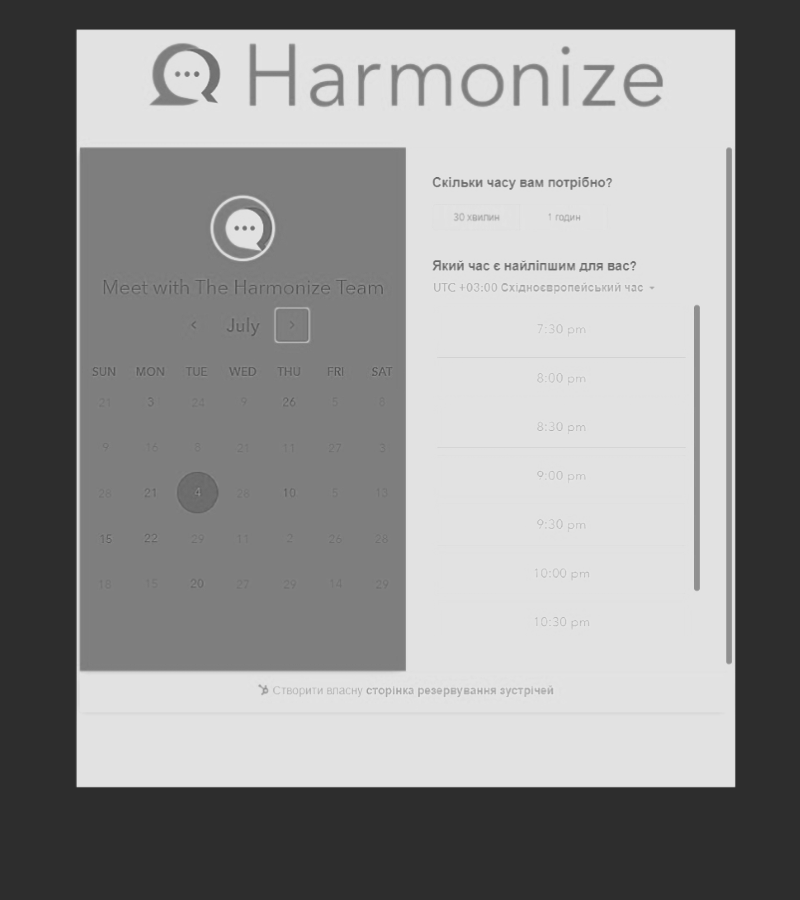 Harmonize
Meet with The Harmonize Team
July
SUN MON TUE WED THU FRI SAT
21 3 24 9 26 5 8
9 16 8 21 11 27 3
26 21 4 26 10 5 13
15 22 29 11 2 26 28
18 15 20 27 29 14 29
Скільки часу вам потрібно?
30 хвилин 1 годин
Який час є найліпшим для вас?
UTC +03:00 Східноєвропейський час
7:30 pm
8:00 pm
8:30 pm
9:00 pm
9:30 pm
10:00 pm
10:30 pm
Створити власну сторінка резервування зустрічей